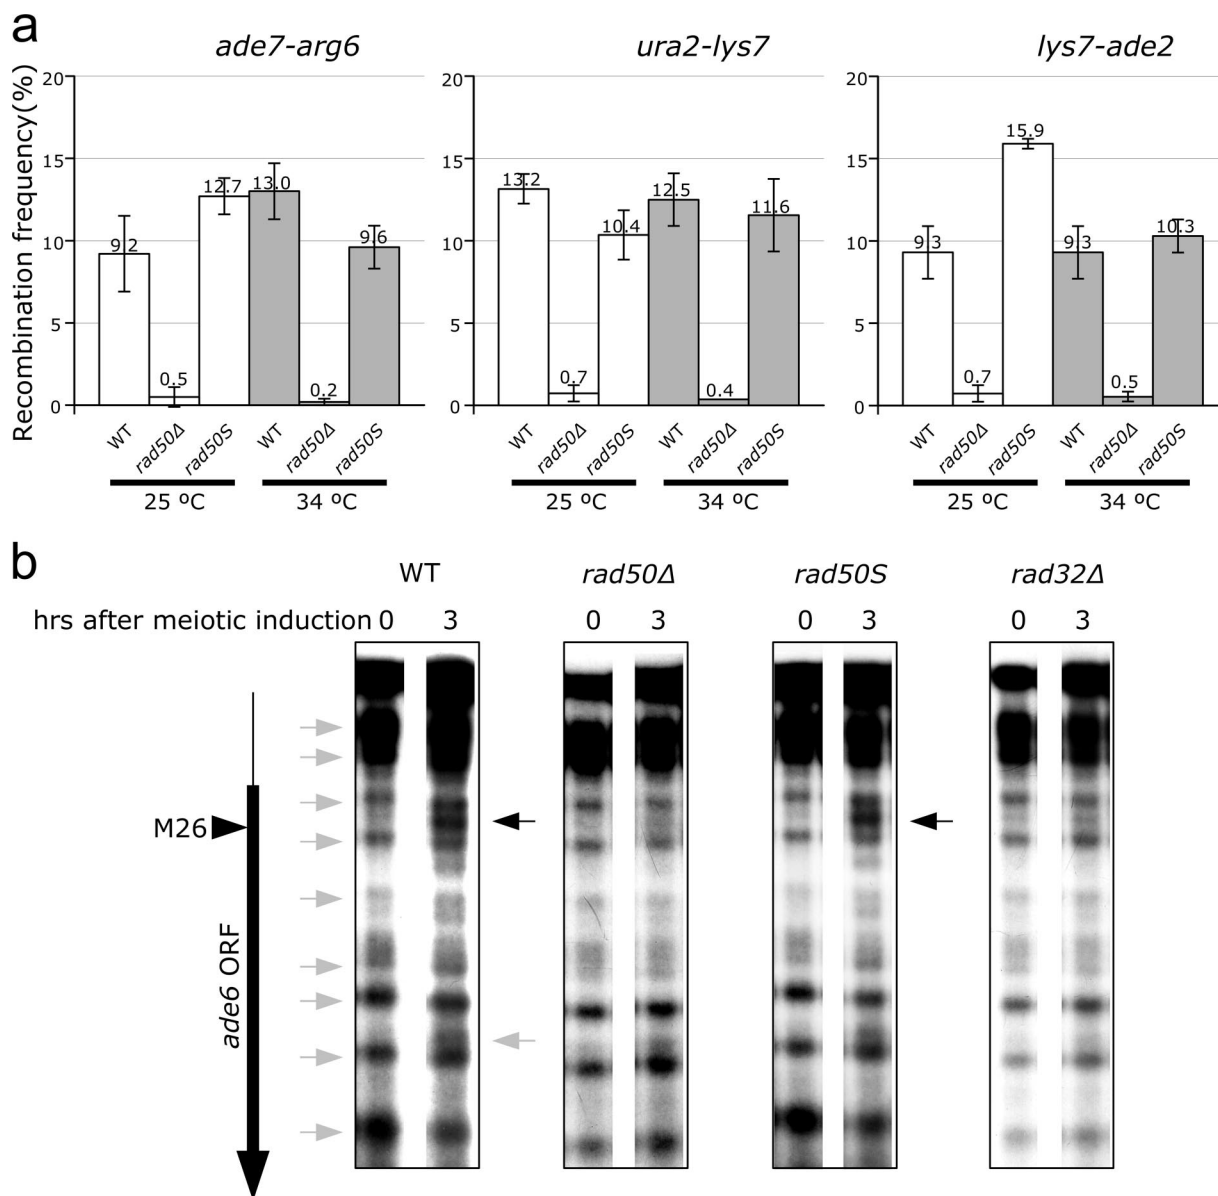 a
ade7-arg6
ura2-lys7
lys7-ade2
Recombination frequency(%)
20
15
10
5
0
9.2
0.5
12.7
13.0
0.2
9.6
WT
rad50Δ
rad50S
WT
rad50Δ
rad50S
25 ºC
34 ºC
20
15
10
5
0
13.2
0.7
10.4
12.5
0.4
11.6
WT
rad50Δ
rad50S
WT
rad50Δ
rad50S
25 ºC
34 ºC
20
15
10
5
0
9.3
0.7
15.9
9.3
0.5
10.3
WT
rad50Δ
rad50S
WT
rad50Δ
rad50S
25 ºC
34 ºC
b
WT
rad50Δ
rad50S
rad32Δ
hrs after meiotic induction 0 3 0 3 0 3 0 3
M26
ade6 ORF